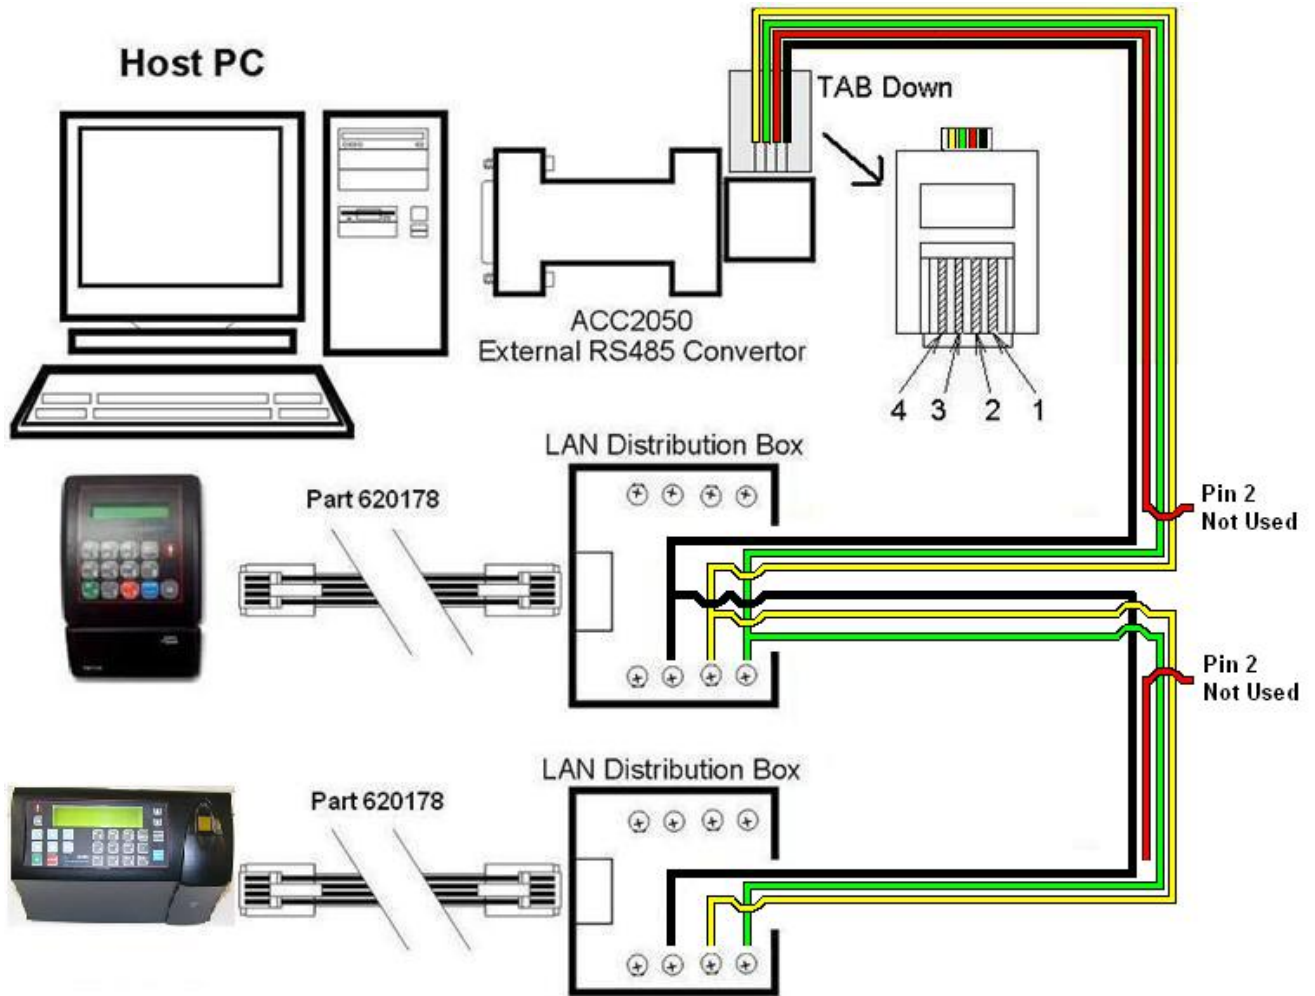 Host PC
TAB Down
ACC2050
External RS485 Convertor
4 3 2 1
LAN Distribution Box
Part 620178
Pin 2
Not Used
Pin 2
Not Used
LAN Distribution Box
Part 620178